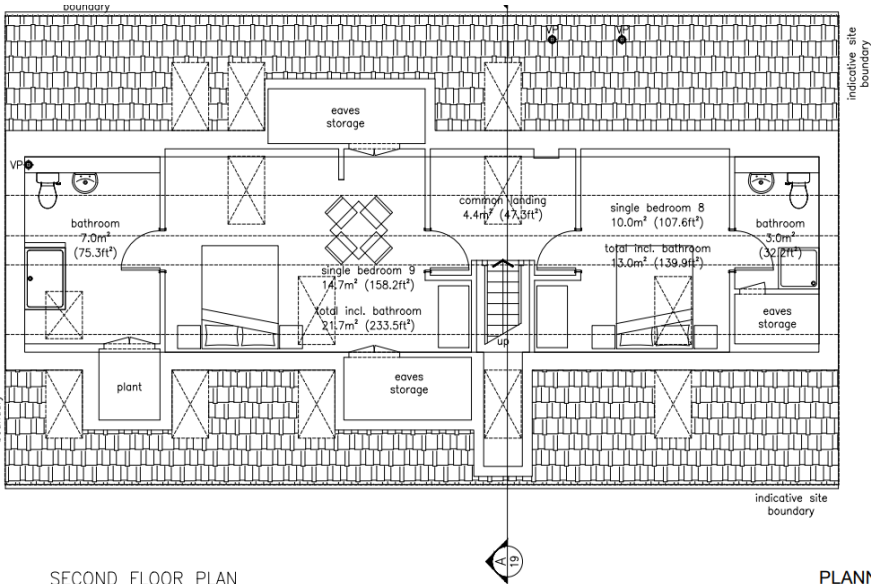 boundary
VP
VP
indicative site
boundary
eaves
storage
VP
common landing
4.4m² (47.3ft²)
single bedroom 8
10.0m² (107.6ft²)
total incl. bathroom
13.0m² (139.9ft²)
bathroom
7.0m²
(75.3ft²)
bathroom
3.0m²
(32.2ft²)
single bedroom 9
14.7m² (158.2ft²)
total incl. bathroom
21.7m² (233.5ft²)
eaves
storage
up
plant
eaves
storage
indicative site
boundary
A
19
SECOND FLOOR PLAN
PLANN